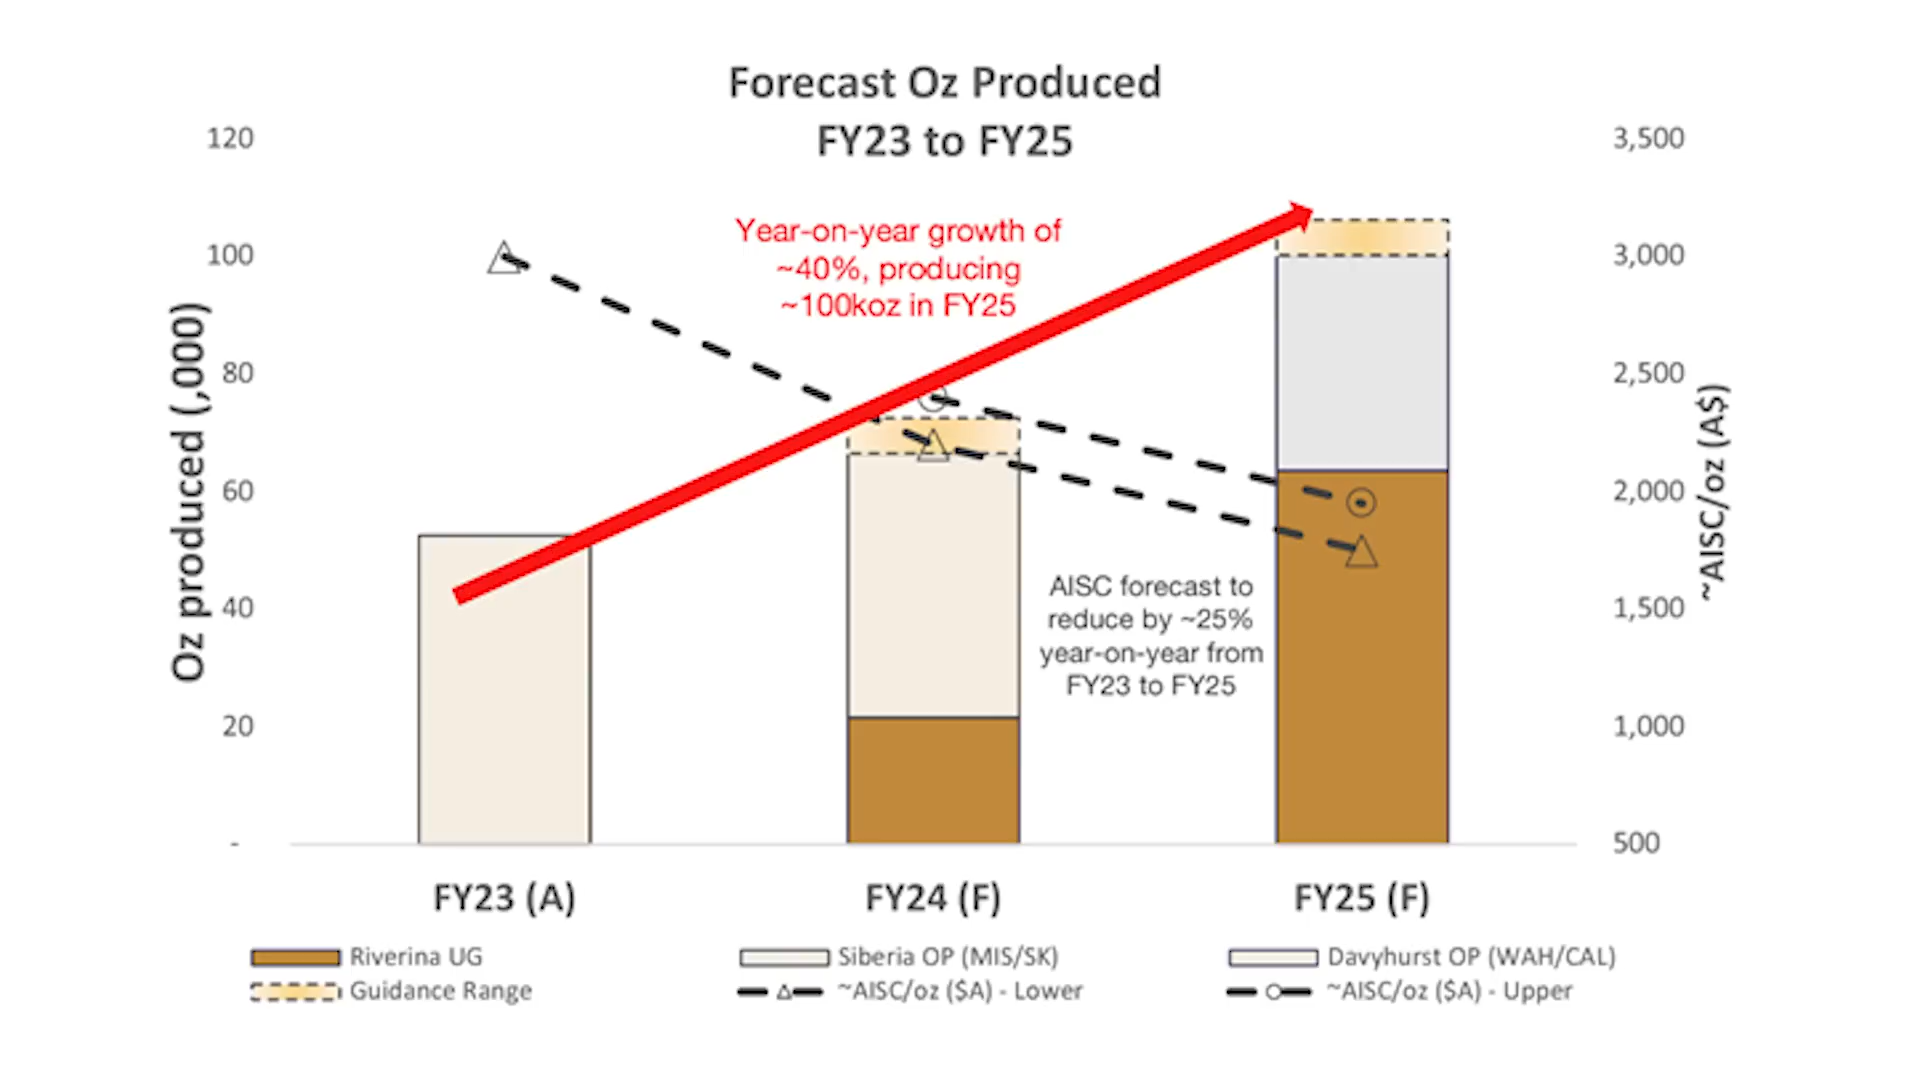 Forecast Oz Produced
FY23 to FY25
120
100
80
60
40
20
-
Oz produced (,000)
3,500
3,000
2,500
2,000
1,500
1,000
500
~AISC/oz (A$)
Year-on-year growth of
~40%, producing
~100koz in FY25
AISC forecast to
reduce by ~25%
year-on-year from
FY23 to FY25
FY23 (A)
FY24 (F)
FY25 (F)
Riverina UG
Siberia OP (MIS/SK)
Davyhurst OP (WAH/CAL)
Guidance Range
~AISC/oz ($A) - Lower
~AISC/oz ($A) - Upper